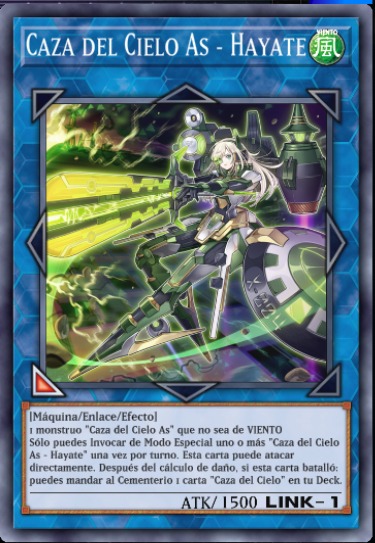 CAZA DEL CIELO AS - HAYATE
VIENTO
風
[Máquina/Enlace/Efecto]
1 monstruo "Caza del Cielo As" que no sea de VIENTO
Sólo puedes Invocar de Modo Especial uno o más "Caza del Cielo
As - Hayate" una vez por turno. Esta carta puede atacar
directamente. Después del cálculo de daño, si esta carta batalló:
puedes mandar al Cementerio 1 carta "Caza del Cielo" en tu Deck.
ATK/ 1500 LINK-1